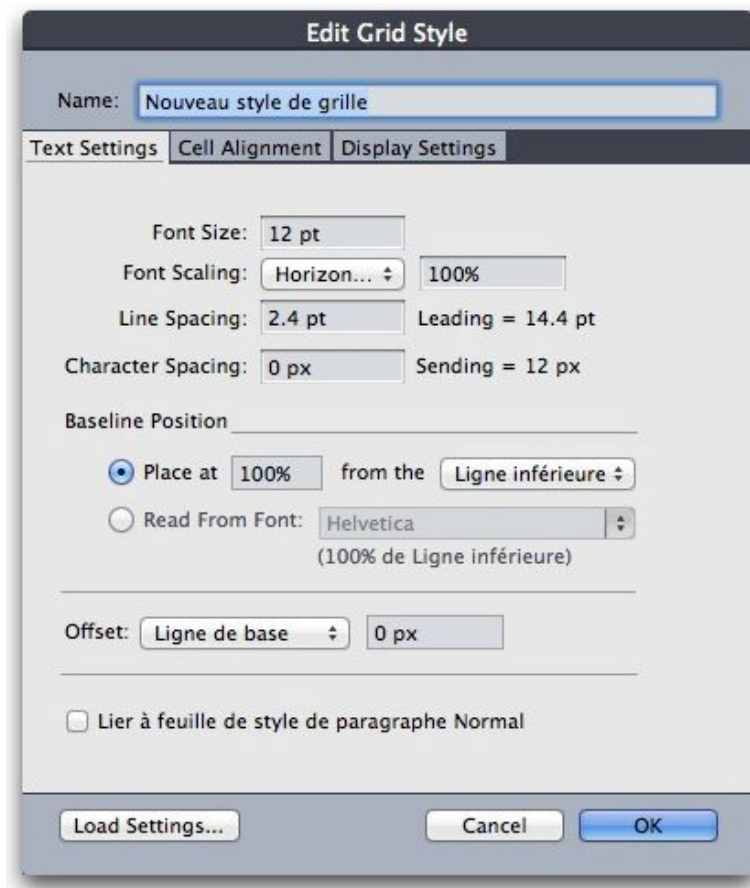 Edit Grid Style
Name: Nouveau style de grille
Text Settings Cell Alignment Display Settings
Font Size: 12 pt
Font Scaling: Horizon... 100%
Line Spacing: 2.4 pt Leading = 14.4 pt
Character Spacing: 0 px Sending = 12 px
Baseline Position
Place at 100% from the Ligne inférieure
Read From Font: Helvetica
(100% de Ligne inférieure)
Offset: Ligne de base 0 px
Lier à feuille de style de paragraphe Normal
Load Settings... Cancel OK